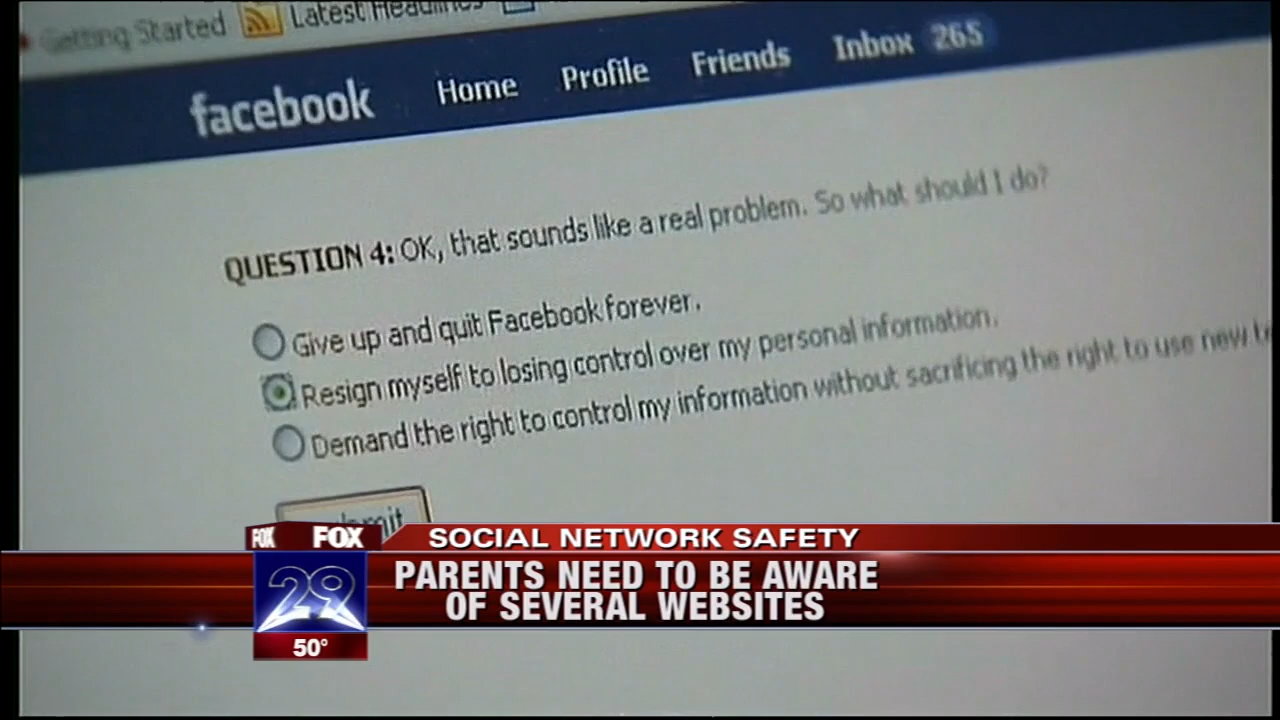 Getting Started Latest Headlines
facebook Home Profile Friends Inbox 265
QUESTION 4: OK, that sounds like a real problem. So what should I do?
Give up and quit Facebook forever.
Resign myself to losing control over my personal information.
Demand the right to control my information without sacrificing the right to use new
FOX FOX SOCIAL NETWORK SAFETY
29 PARENTS NEED TO BE AWARE
OF SEVERAL WEBSITES
50°